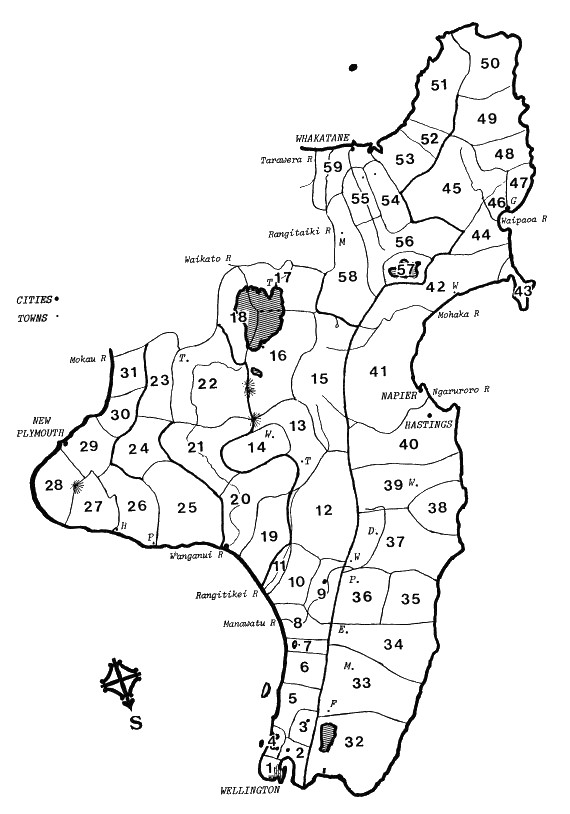 50
51
49
52
WHAKATANE
48
53
Tarawera R
59
47
45
55
54
46
G
Waipaoa R
Rangitaiki R
M
56
44
Waikato R
57
T
17
58
42
W
43
CITIES
18
Mohaka R
TOWNS
Mokau R
T.
16
31
23
22
15
41
NAPIER
Ngaruroro R
30
NEW
PLYMOUTH
13
HASTINGS
29
24
21
W.
14
40
T
28
39
W.
27
26
25
20
12
38
H
P.
19
D.
37
Wanganui R
W
11
10
9
P.
36
35
Rangitikei R
Manawatu R
8
E.
34
7
6
M.
33
5
F
S
3
4
32
2
1
WELLINGTON